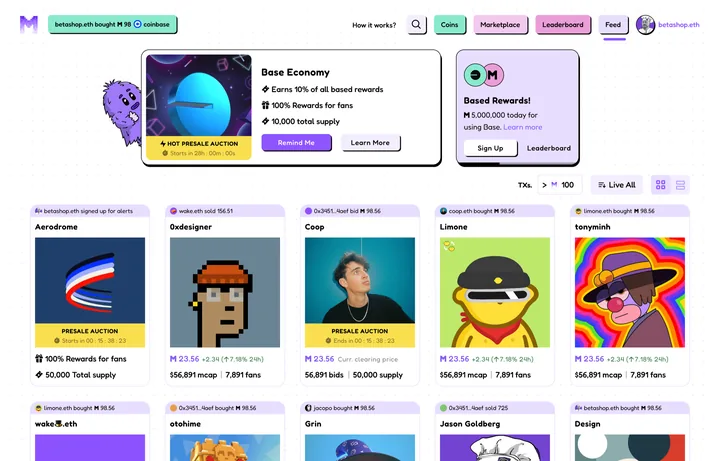 betashop.eth bought M 98 coinbase
How it works?
Coins
Marketplace
Leaderboard
Feed
betashop.eth
HOT PRESALE AUCTION
Starts in 28h : 00m : 00s
Base Economy
Earns 10% of all based rewards
100% Rewards for fans
10,000 total supply
Remind Me
Learn More
M
Based Rewards!
M 5,000,000 today for
using Base. Learn more
Sign Up
Leaderboard
TXs.
> M 100
Live All
betashop.eth signed up for alerts
Aerodrome
PRESALE AUCTION
Starts in 00 : 15 : 38 : 23
100% Rewards for fans
50,000 Total supply
wake.eth sold 156.51
0xdesigner
M 23.56 +2.34 (↑7.18% 24h)
$56,891 mcap | 7,891 fans
0x3151...4aef bid M 98.56
Coop
PRESALE AUCTION
Ends in 00 : 15 : 38 : 23
M 23.56 Curr. clearing price
56,891 bids | 50,000 supply
coop.eth bought M 98.56
Limone
M 23.56 +2.34 (↑7.18% 24h)
$56,891 mcap | 7,891 fans
limone.eth bought M 98.56
tonyminh
M 23.56 +2.34 (↑7.18% 24h)
$56,891 mcap | 7,891 fans
limone.eth bought M 98.56
wake.eth
0x3151...4aef bought M 98.56
otohime
jacopo bought M 98.56
Grin
0x3151...4aef sold 725
Jason Goldberg
betashop.eth bought M 98.56
Design